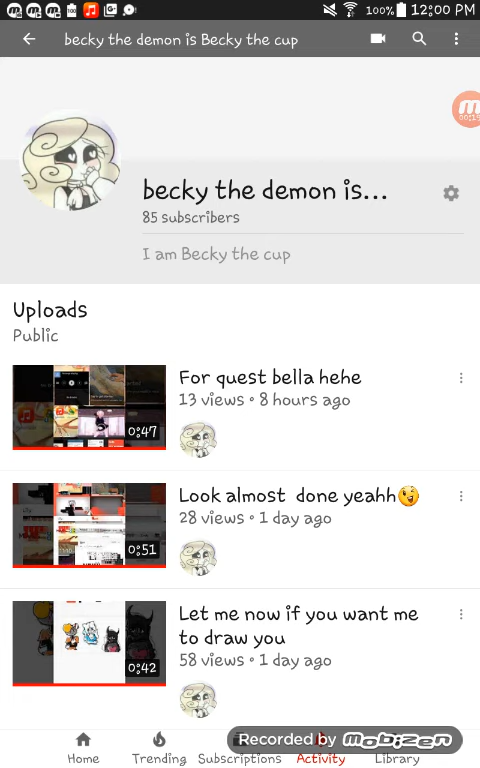 100% 12:00 PM
becky the demon is Becky the cup
00:19
becky the demon is...
85 subscribers
I am Becky the cup
Uploads
Public
For quest bella hehe
13 views • 8 hours ago
0:47
Look almost done yeahh😉
28 views • 1 day ago
0:51
Let me now if you want me
to draw you
58 views • 1 day ago
0:42
Recorded by mobizen
Home Trending Subscriptions Activity Library